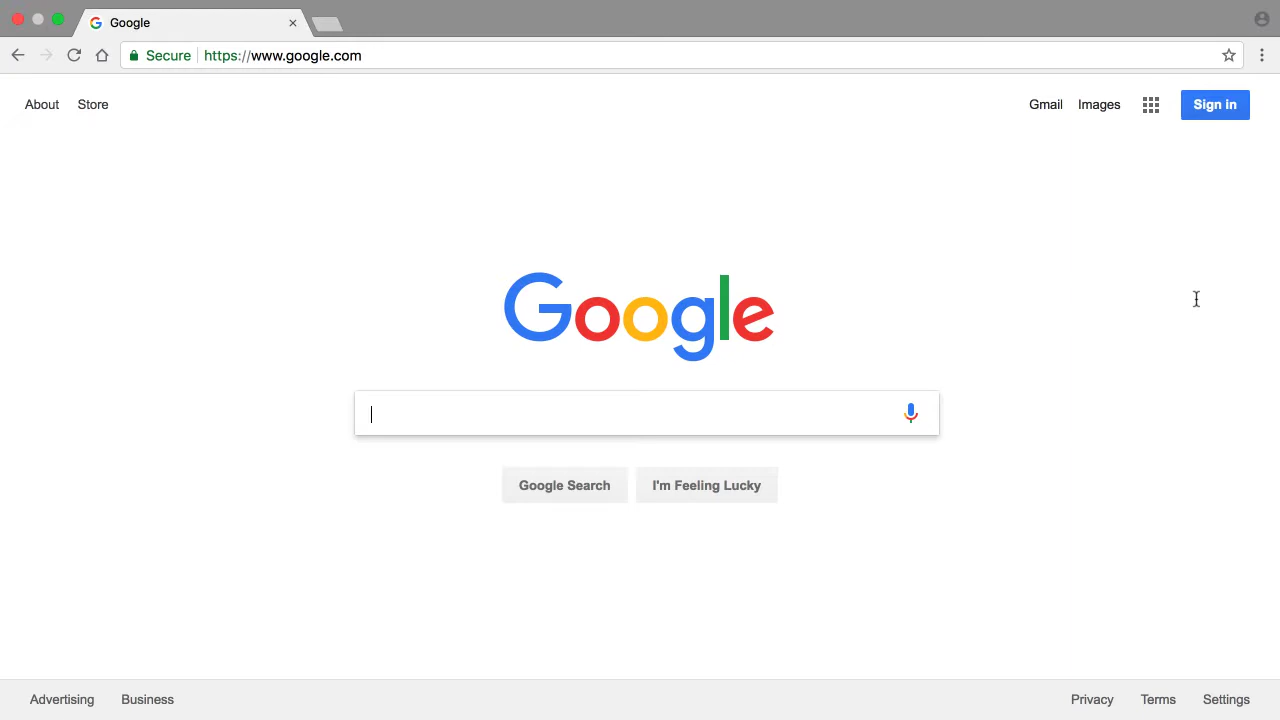 Google
Secure https://www.google.com
About Store Gmail Images Sign in
Google
Google Search I'm Feeling Lucky
Advertising Business Privacy Terms Settings